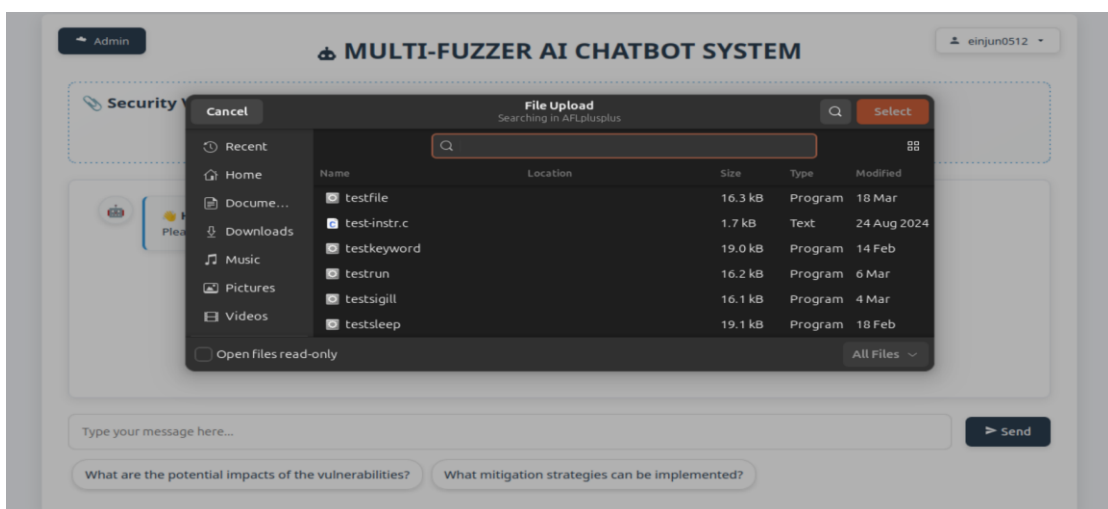 Admin
MULTI-FUZZER AI CHATBOT SYSTEM
einjun0512
Security V
Cancel
File Upload
Searching in AFLplusplus
Select
Recent
Home
Docume...
Downloads
Music
Pictures
Videos
Name Location Size Type Modified
testfile 16.3 kB Program 18 Mar
test-instr.c 1.7 kB Text 24 Aug 2024
testkeyword 19.0 kB Program 14 Feb
testrun 16.2 kB Program 6 Mar
testsigill 16.1 kB Program 4 Mar
testsleep 19.1 kB Program 18 Feb
Open files read-only
All Files
H
Plea
Type your message here...
Send
What are the potential impacts of the vulnerabilities?
What mitigation strategies can be implemented?